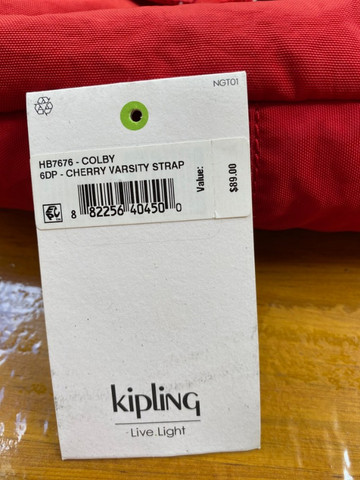 NGT01
HB7676 - COLBY
6DP - CHERRY VARSITY STRAP
8 82256 40450 0
Value:
$89.00
kipling
Live.Light